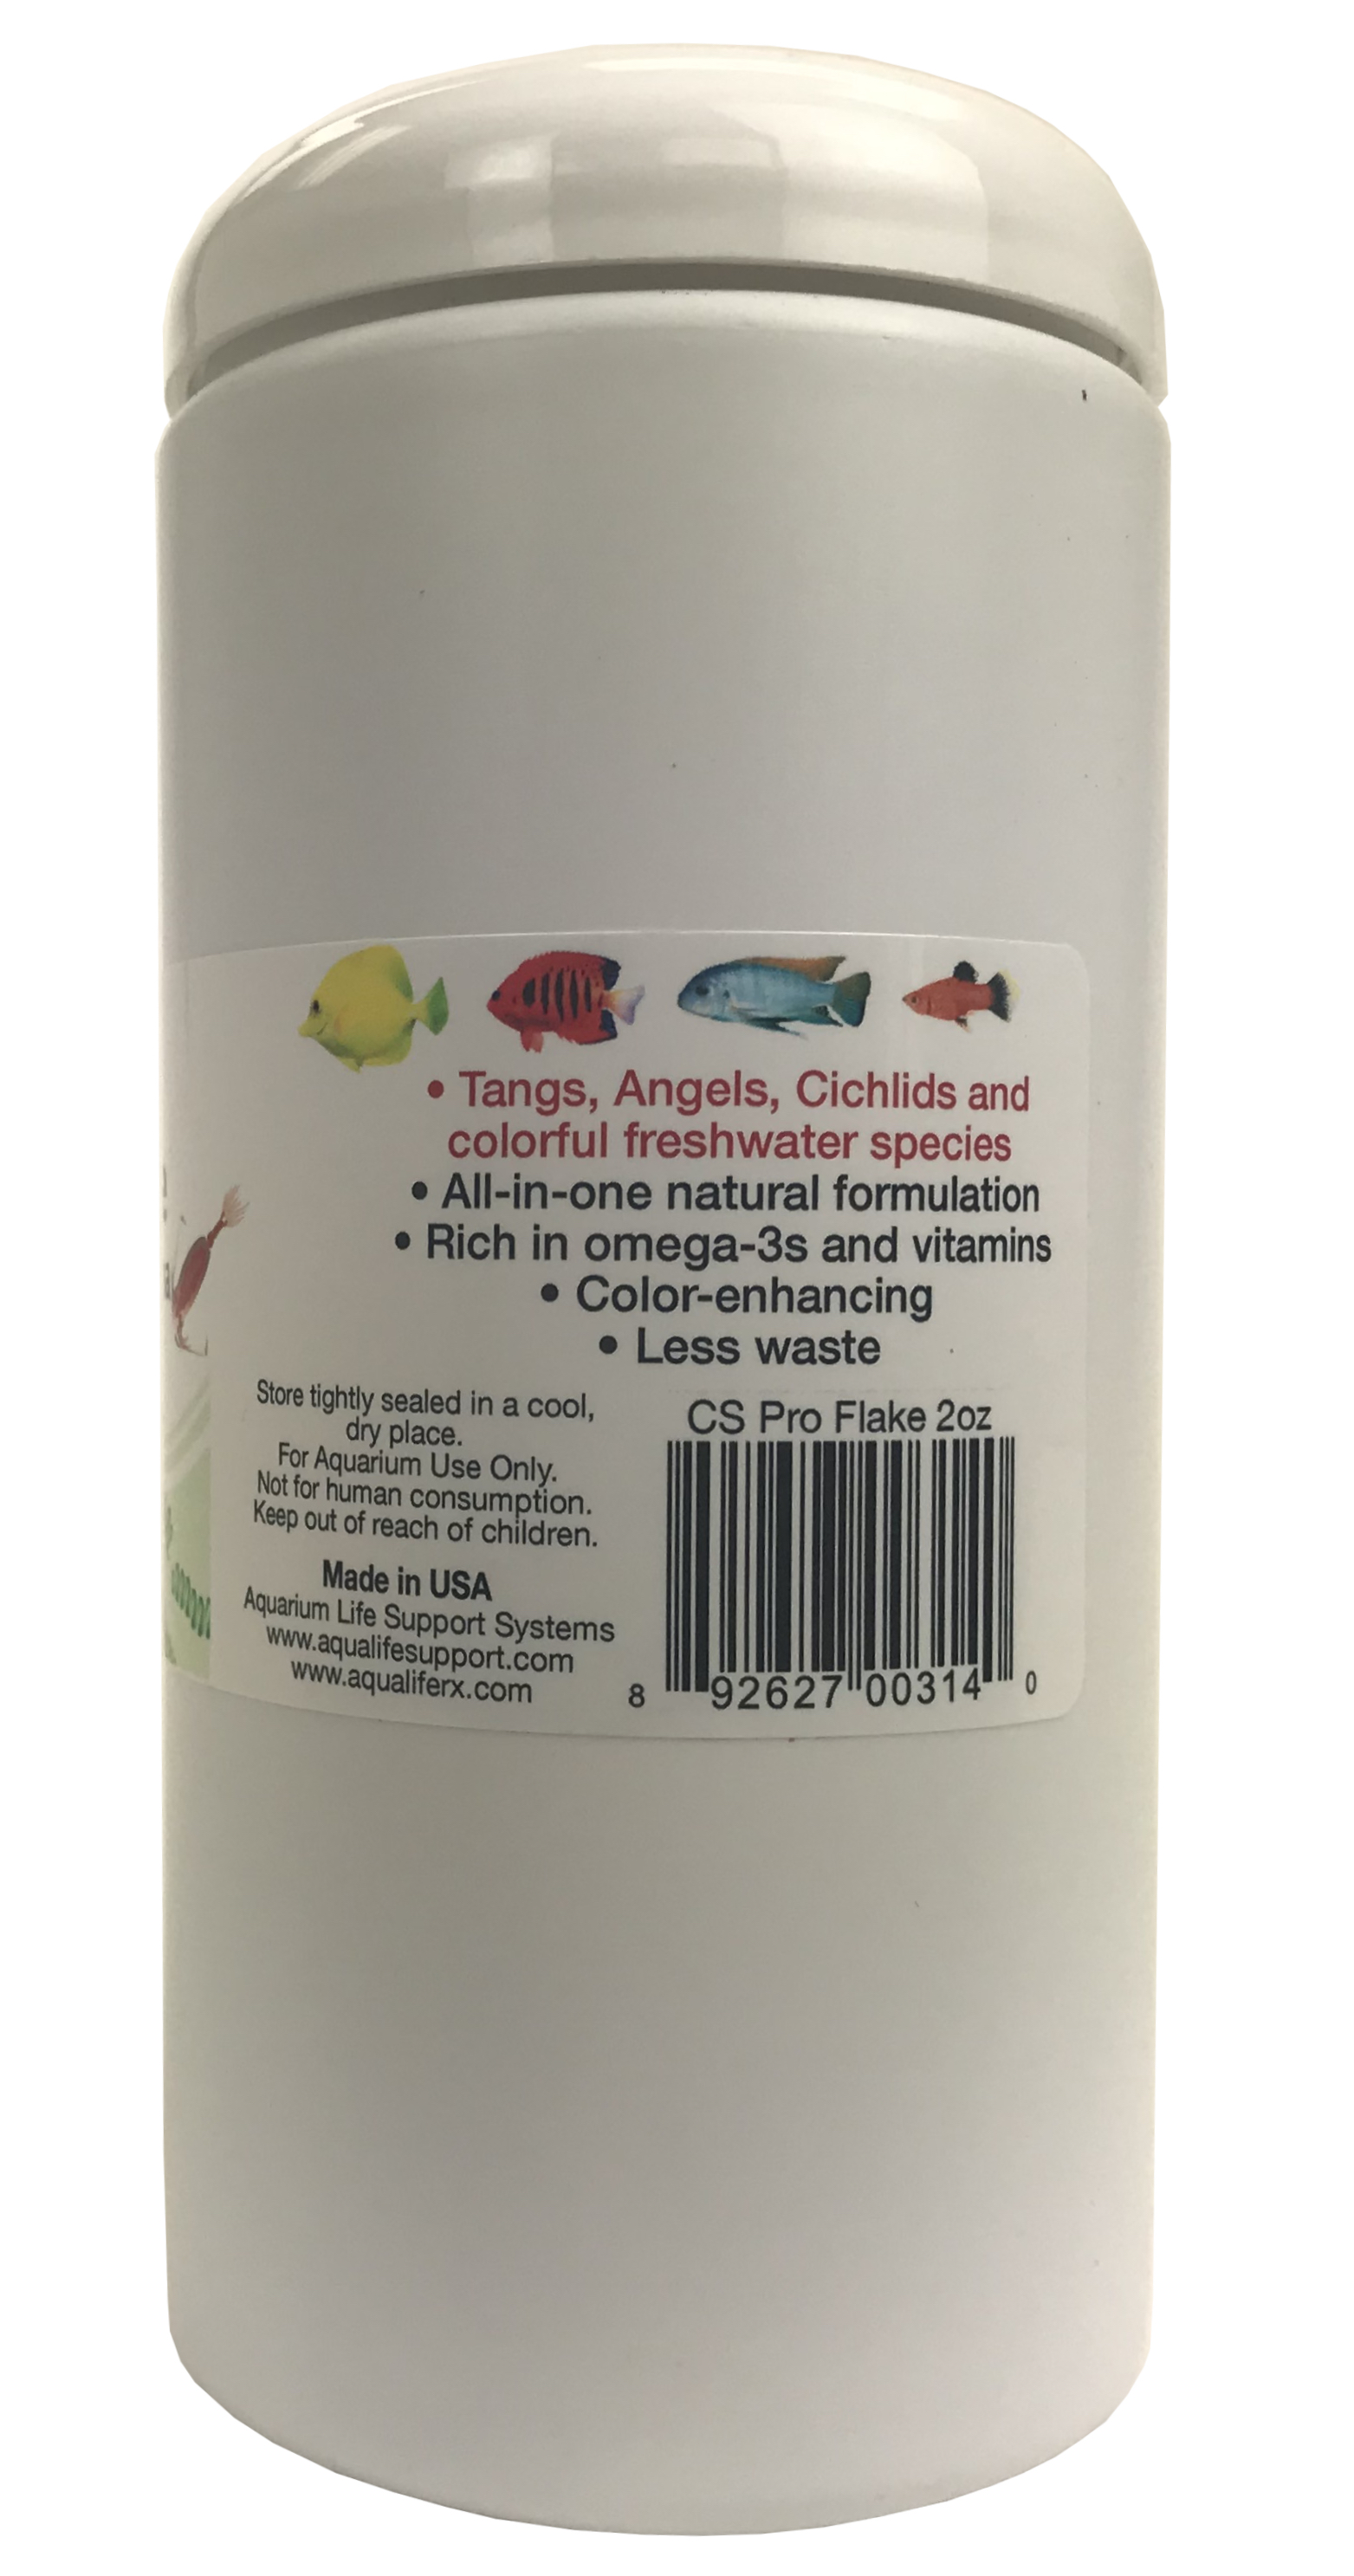 • Tangs, Angels, Cichlids and
colorful freshwater species
• All-in-one natural formulation
• Rich in omega-3s and vitamins
• Color-enhancing
• Less waste
Store tightly sealed in a cool,
dry place.
For Aquarium Use Only.
Not for human consumption.
Keep out of reach of children.
Made in USA
Aquarium Life Support Systems
www.aqualifesupport.com
www.aqualiferx.com
CS Pro Flake 2oz
8 92627 00314 0